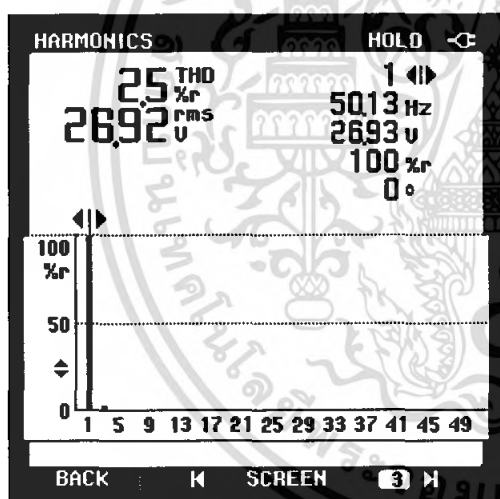 HARMONICS HOLD
2.5 THD %r
26.92 rms V
1
50.13 Hz
26.93 V
100 %r
0 °
100
%r
50
0
1 5 9 13 17 21 25 29 33 37 41 45 49
BACK SCREEN 3